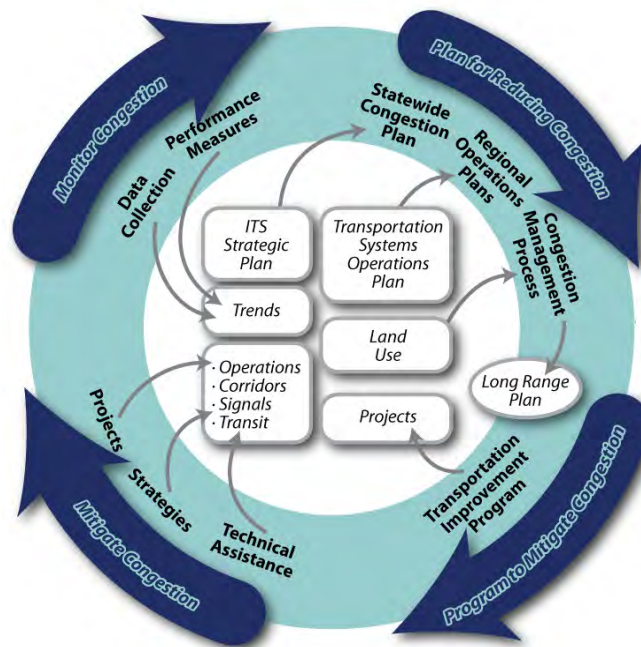 Monitor Congestion
Plan for Reducing Congestion
Performance
Measures
Data
Collection
Statewide
Congestion
Plan
Regional
Operations
Plans
Congestion
Management
Process
ITS
Strategic
Plan
Transportation
Systems
Operations
Plan
Trends
Land
Use
· Operations
· Corridors
· Signals
· Transit
Projects
Long Range
Plan
Projects
Strategies
Technical
Assistance
Transportation
Improvement
Program
Mitigate Congestion
Program to Mitigate Congestion